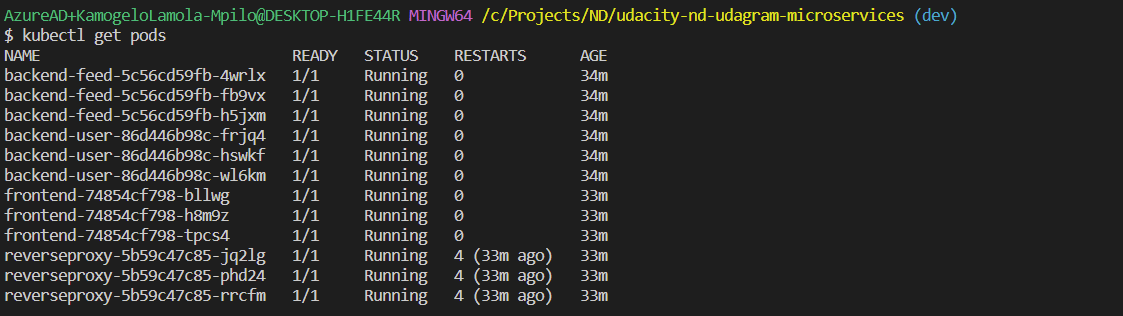 AzureAD+KamogeloLamola-Mpilo@DESKTOP-H1FE44R MINGW64 /c/Projects/ND/udacity-nd-udagram-microservices (dev)
$ kubectl get pods
NAME READY STATUS RESTARTS AGE
backend-feed-5c56cd59fb-4wrlx 1/1 Running 0 34m
backend-feed-5c56cd59fb-fb9vx 1/1 Running 0 34m
backend-feed-5c56cd59fb-h5jxm 1/1 Running 0 34m
backend-user-86d446b98c-frjq4 1/1 Running 0 34m
backend-user-86d446b98c-hswkf 1/1 Running 0 34m
backend-user-86d446b98c-wl6km 1/1 Running 0 34m
frontend-74854cf798-bllwg 1/1 Running 0 33m
frontend-74854cf798-h8m9z 1/1 Running 0 33m
frontend-74854cf798-tpcs4 1/1 Running 0 33m
reverseproxy-5b59c47c85-jq2lg 1/1 Running 4 (33m ago) 33m
reverseproxy-5b59c47c85-phd24 1/1 Running 4 (33m ago) 33m
reverseproxy-5b59c47c85-rrcfm 1/1 Running 4 (33m ago) 33m